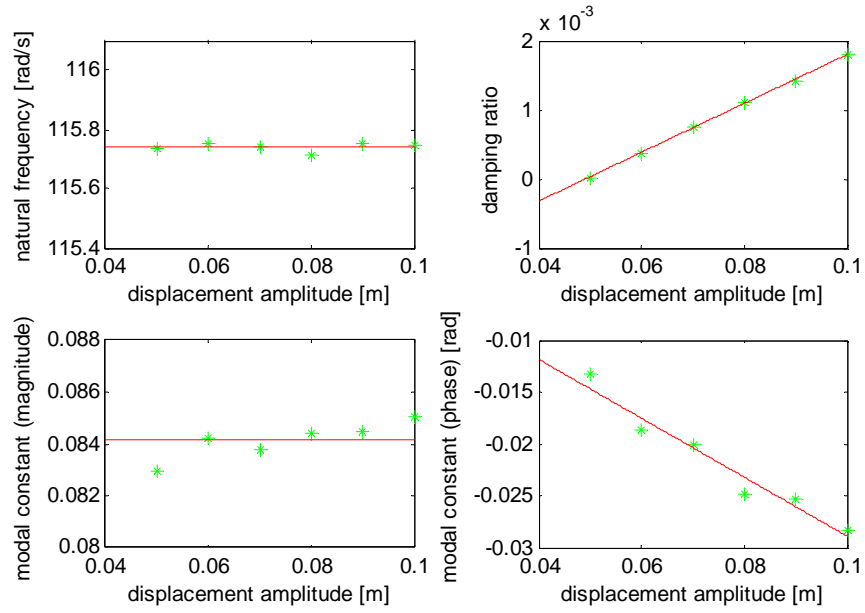 natural frequency [rad/s]
116
115.8
115.6
115.4
0.04 0.06 0.08 0.1
displacement amplitude [m]
x 10^-3
damping ratio
2
1
0
-1
0.04 0.06 0.08 0.1
displacement amplitude [m]
modal constant (magnitude)
0.088
0.086
0.084
0.082
0.08
0.04 0.06 0.08 0.1
displacement amplitude [m]
modal constant (phase) [rad]
-0.01
-0.015
-0.02
-0.025
-0.03
0.04 0.06 0.08 0.1
displacement amplitude [m]